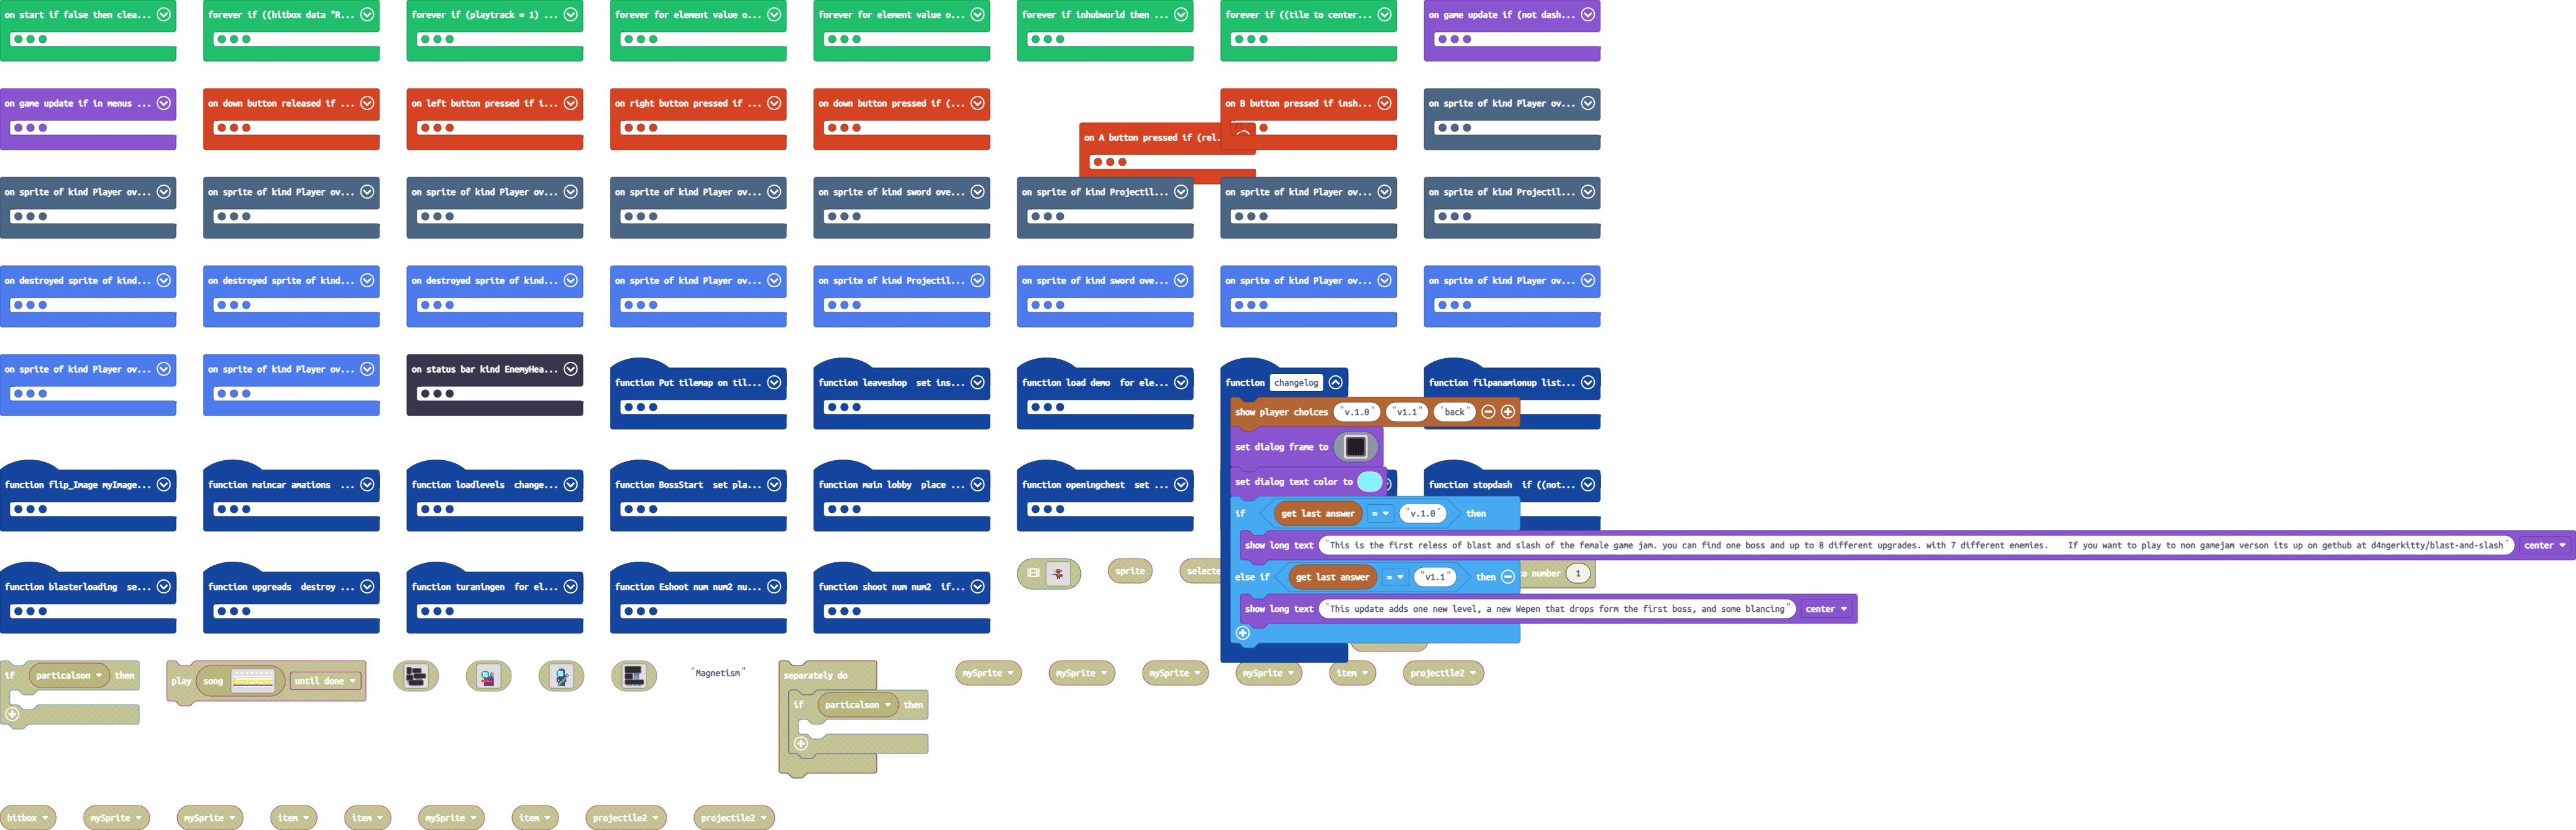 on start if false then clea...
forever if ((hitbox data "R...
forever if (playtrack = 1) ...
forever for element value o...
forever for element value o...
forever if inhubworld then ...
forever if ((tile to center...
on game update if (not dash...
on game update if in menus ...
on down button released if ...
on left button pressed if i...
on right button pressed if ...
on down button pressed if (...
on A button pressed if (rel.
on B button pressed if insh...
on sprite of kind Player ov...
on sprite of kind Player ov...
on sprite of kind Player ov...
on sprite of kind Player ov...
on sprite of kind Player ov...
on sprite of kind sword ove...
on sprite of kind Projectil...
on sprite of kind Player ov...
on sprite of kind Projectil...
on destroyed sprite of kind...
on destroyed sprite of kind...
on destroyed sprite of kind...
on sprite of kind Player ov...
on sprite of kind Projectil...
on sprite of kind sword ove...
on sprite of kind Player ov...
on sprite of kind Player ov...
on sprite of kind Player ov...
on sprite of kind Player ov...
on status bar kind EnemyHea...
function Put tilemap on til...
function leaveshop set ins...
function load demo for ele...
function changelog
function filpanamionup list...
show player choices "v.1.0" "v1.1" "back"
set dialog frame to
set dialog text color to
function flip_Image myImage...
function maincar amations ...
function loadlevels change...
function BossStart set pla...
function main lobby place ...
function openingchest set ...
function stopdash if ((not...
if get last answer = "v.1.0" then
show long text "This is the first reless of blast and slash of the female game jam. you can find one boss and up to 8 different upgrades. with 7 different enemies. If you want to play to non gamejam verson its up on gethub at d4ngerkitty/blast-and-slash" center
else if get last answer = "v1.1" then
show long text "This update adds one new level, a new Wepen that drops form the first boss, and some blancing" center
function blasterloading se...
function upgreads destroy ...
function turaningen for el...
function Eshoot num num2 nu...
function shoot num num2 if...
sprite
selecte
o number 1
if particalson then
play song until done
"Magnetism"
separately do
if particalson then
mySprite
mySprite
mySprite
mySprite
item
projectile2
hitbox
mySprite
mySprite
item
item
mySprite
item
projectile2
projectile2